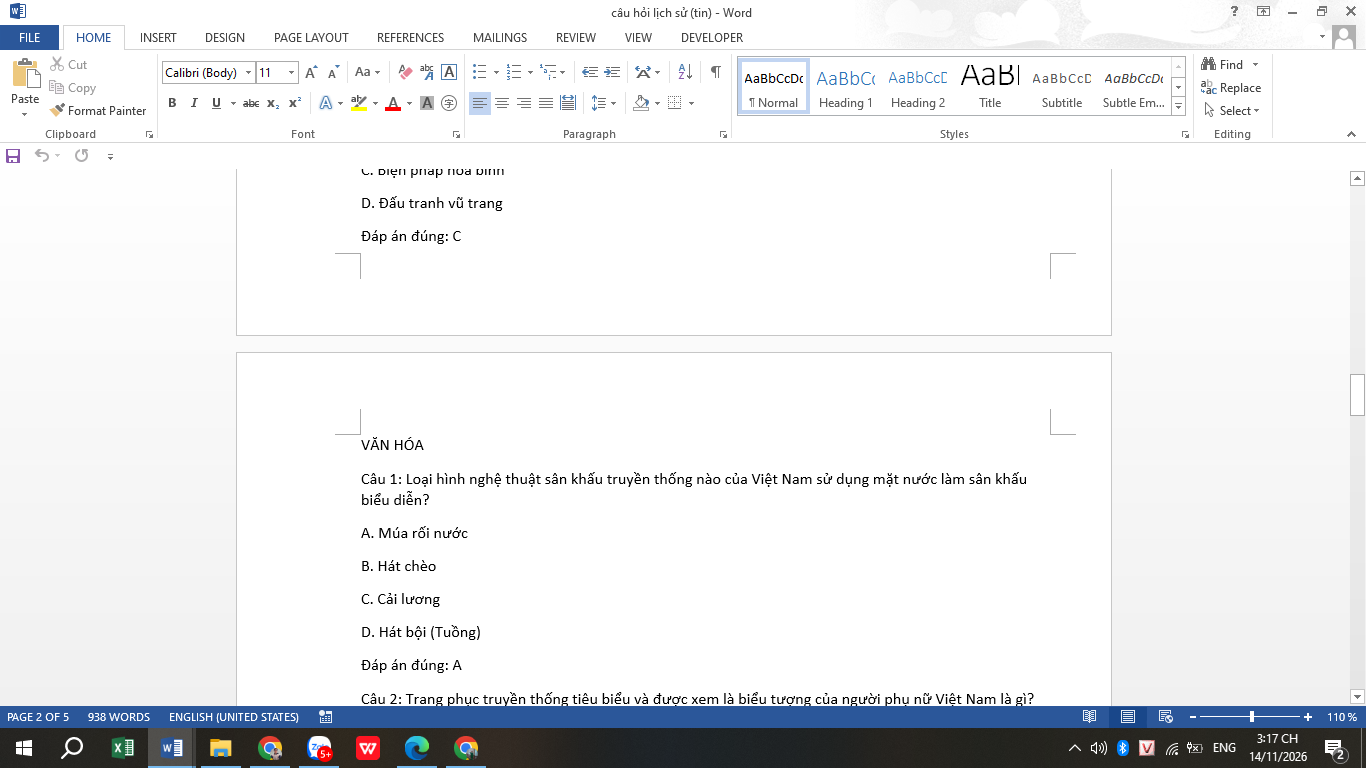 câu hỏi lịch sử (tin) - Word
FILE
HOME
INSERT
DESIGN
PAGE LAYOUT
REFERENCES
MAILINGS
REVIEW
VIEW
DEVELOPER
Paste
Cut
Copy
Format Painter
Clipboard
Calibri (Body)
11
Font
Paragraph
AaBbCcDc
¶ Normal
AaBbCc
Heading 1
AaBbCcD
Heading 2
AaBl
Title
AaBbCcD
Subtitle
AaBbCcDc
Subtle Em...
Styles
Find
Replace
Select
Editing
C. Biện pháp hòa bình
D. Đấu tranh vũ trang
Đáp án đúng: C
VĂN HÓA
Câu 1: Loại hình nghệ thuật sân khấu truyền thống nào của Việt Nam sử dụng mặt nước làm sân khấu
biểu diễn?
A. Múa rối nước
B. Hát chèo
C. Cải lương
D. Hát bội (Tuồng)
Đáp án đúng: A
Câu 2: Trang phục truyền thống tiêu biểu và được xem là biểu tượng của người phụ nữ Việt Nam là gì?
PAGE 2 OF 5
938 WORDS
ENGLISH (UNITED STATES)
110 %
5+
ENG
3:17 CH
14/11/2026
2